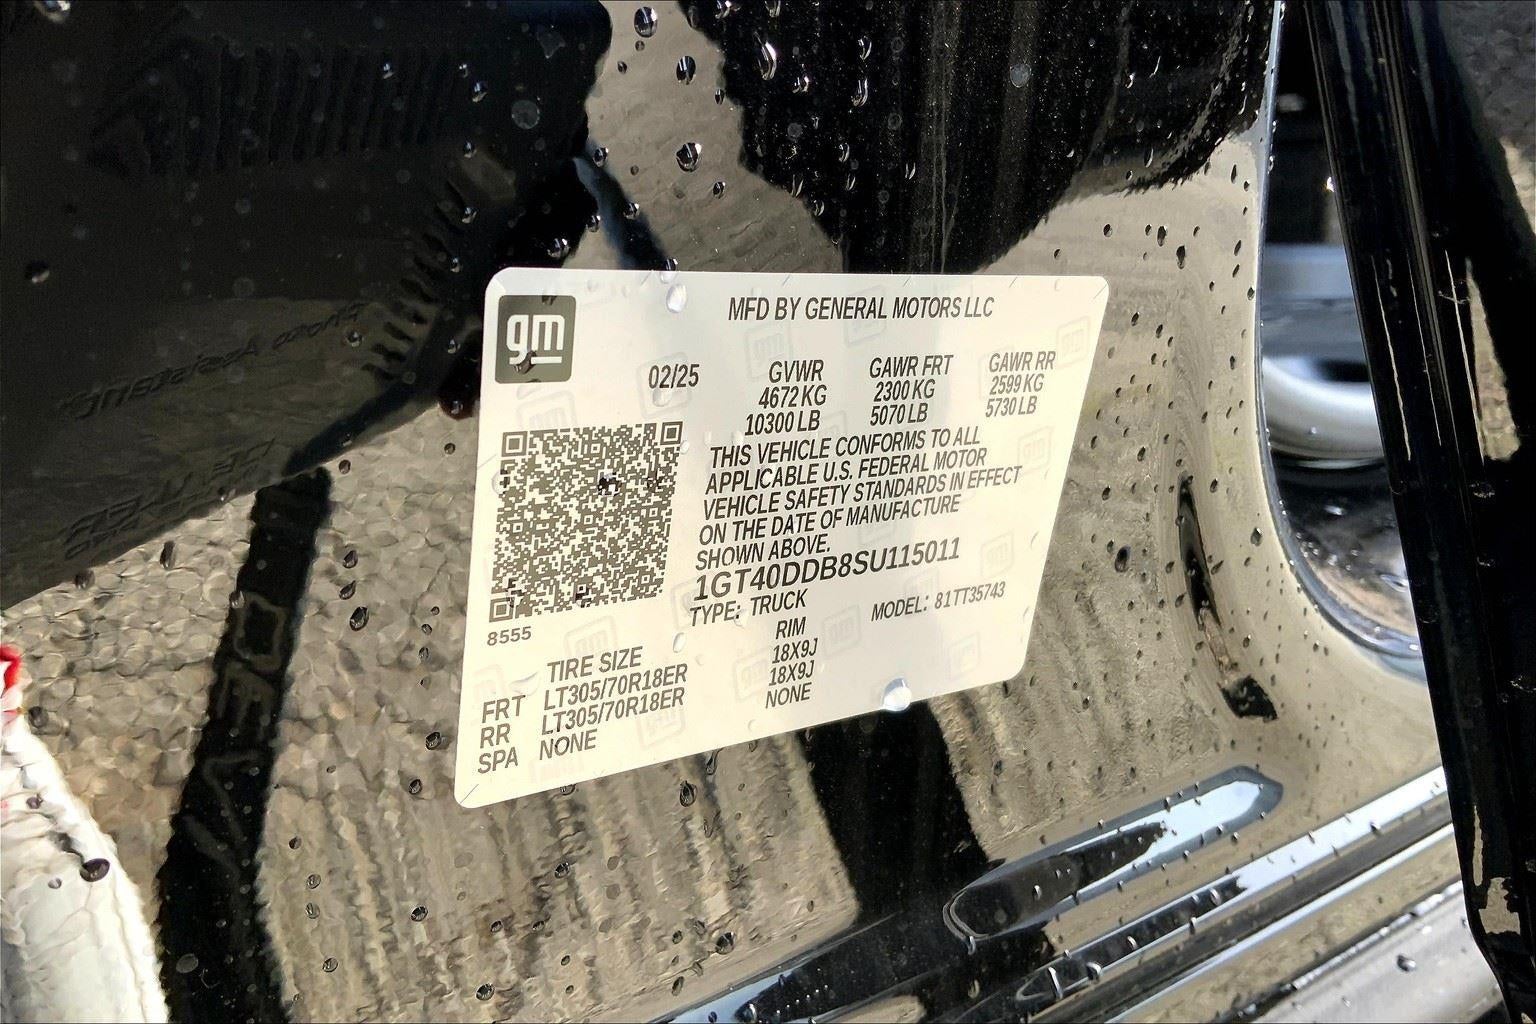 gm
MFD BY GENERAL MOTORS LLC
02/25
GVWR GAWR FRT GAWR RR
4672 KG 2300 KG 2599 KG
10300 LB 5070 LB 5730 LB
THIS VEHICLE CONFORMS TO ALL
APPLICABLE U.S. FEDERAL MOTOR
VEHICLE SAFETY STANDARDS IN EFFECT
ON THE DATE OF MANUFACTURE
SHOWN ABOVE.
1GT40DDB8SU115011
TYPE: TRUCK MODEL: 81TT35743
8555
TIRE SIZE RIM
FRT LT305/70R18ER 18X9J
RR LT305/70R18ER 18X9J
SPA NONE NONE